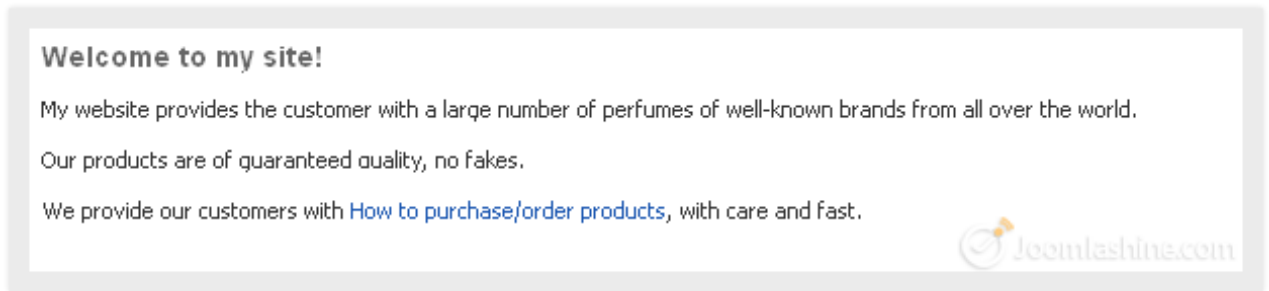 Welcome to my site!
My website provides the customer with a large number of perfumes of well-known brands from all over the world.
Our products are of guaranteed quality, no fakes.
We provide our customers with How to purchase/order products, with care and fast.
Joomlashine.com